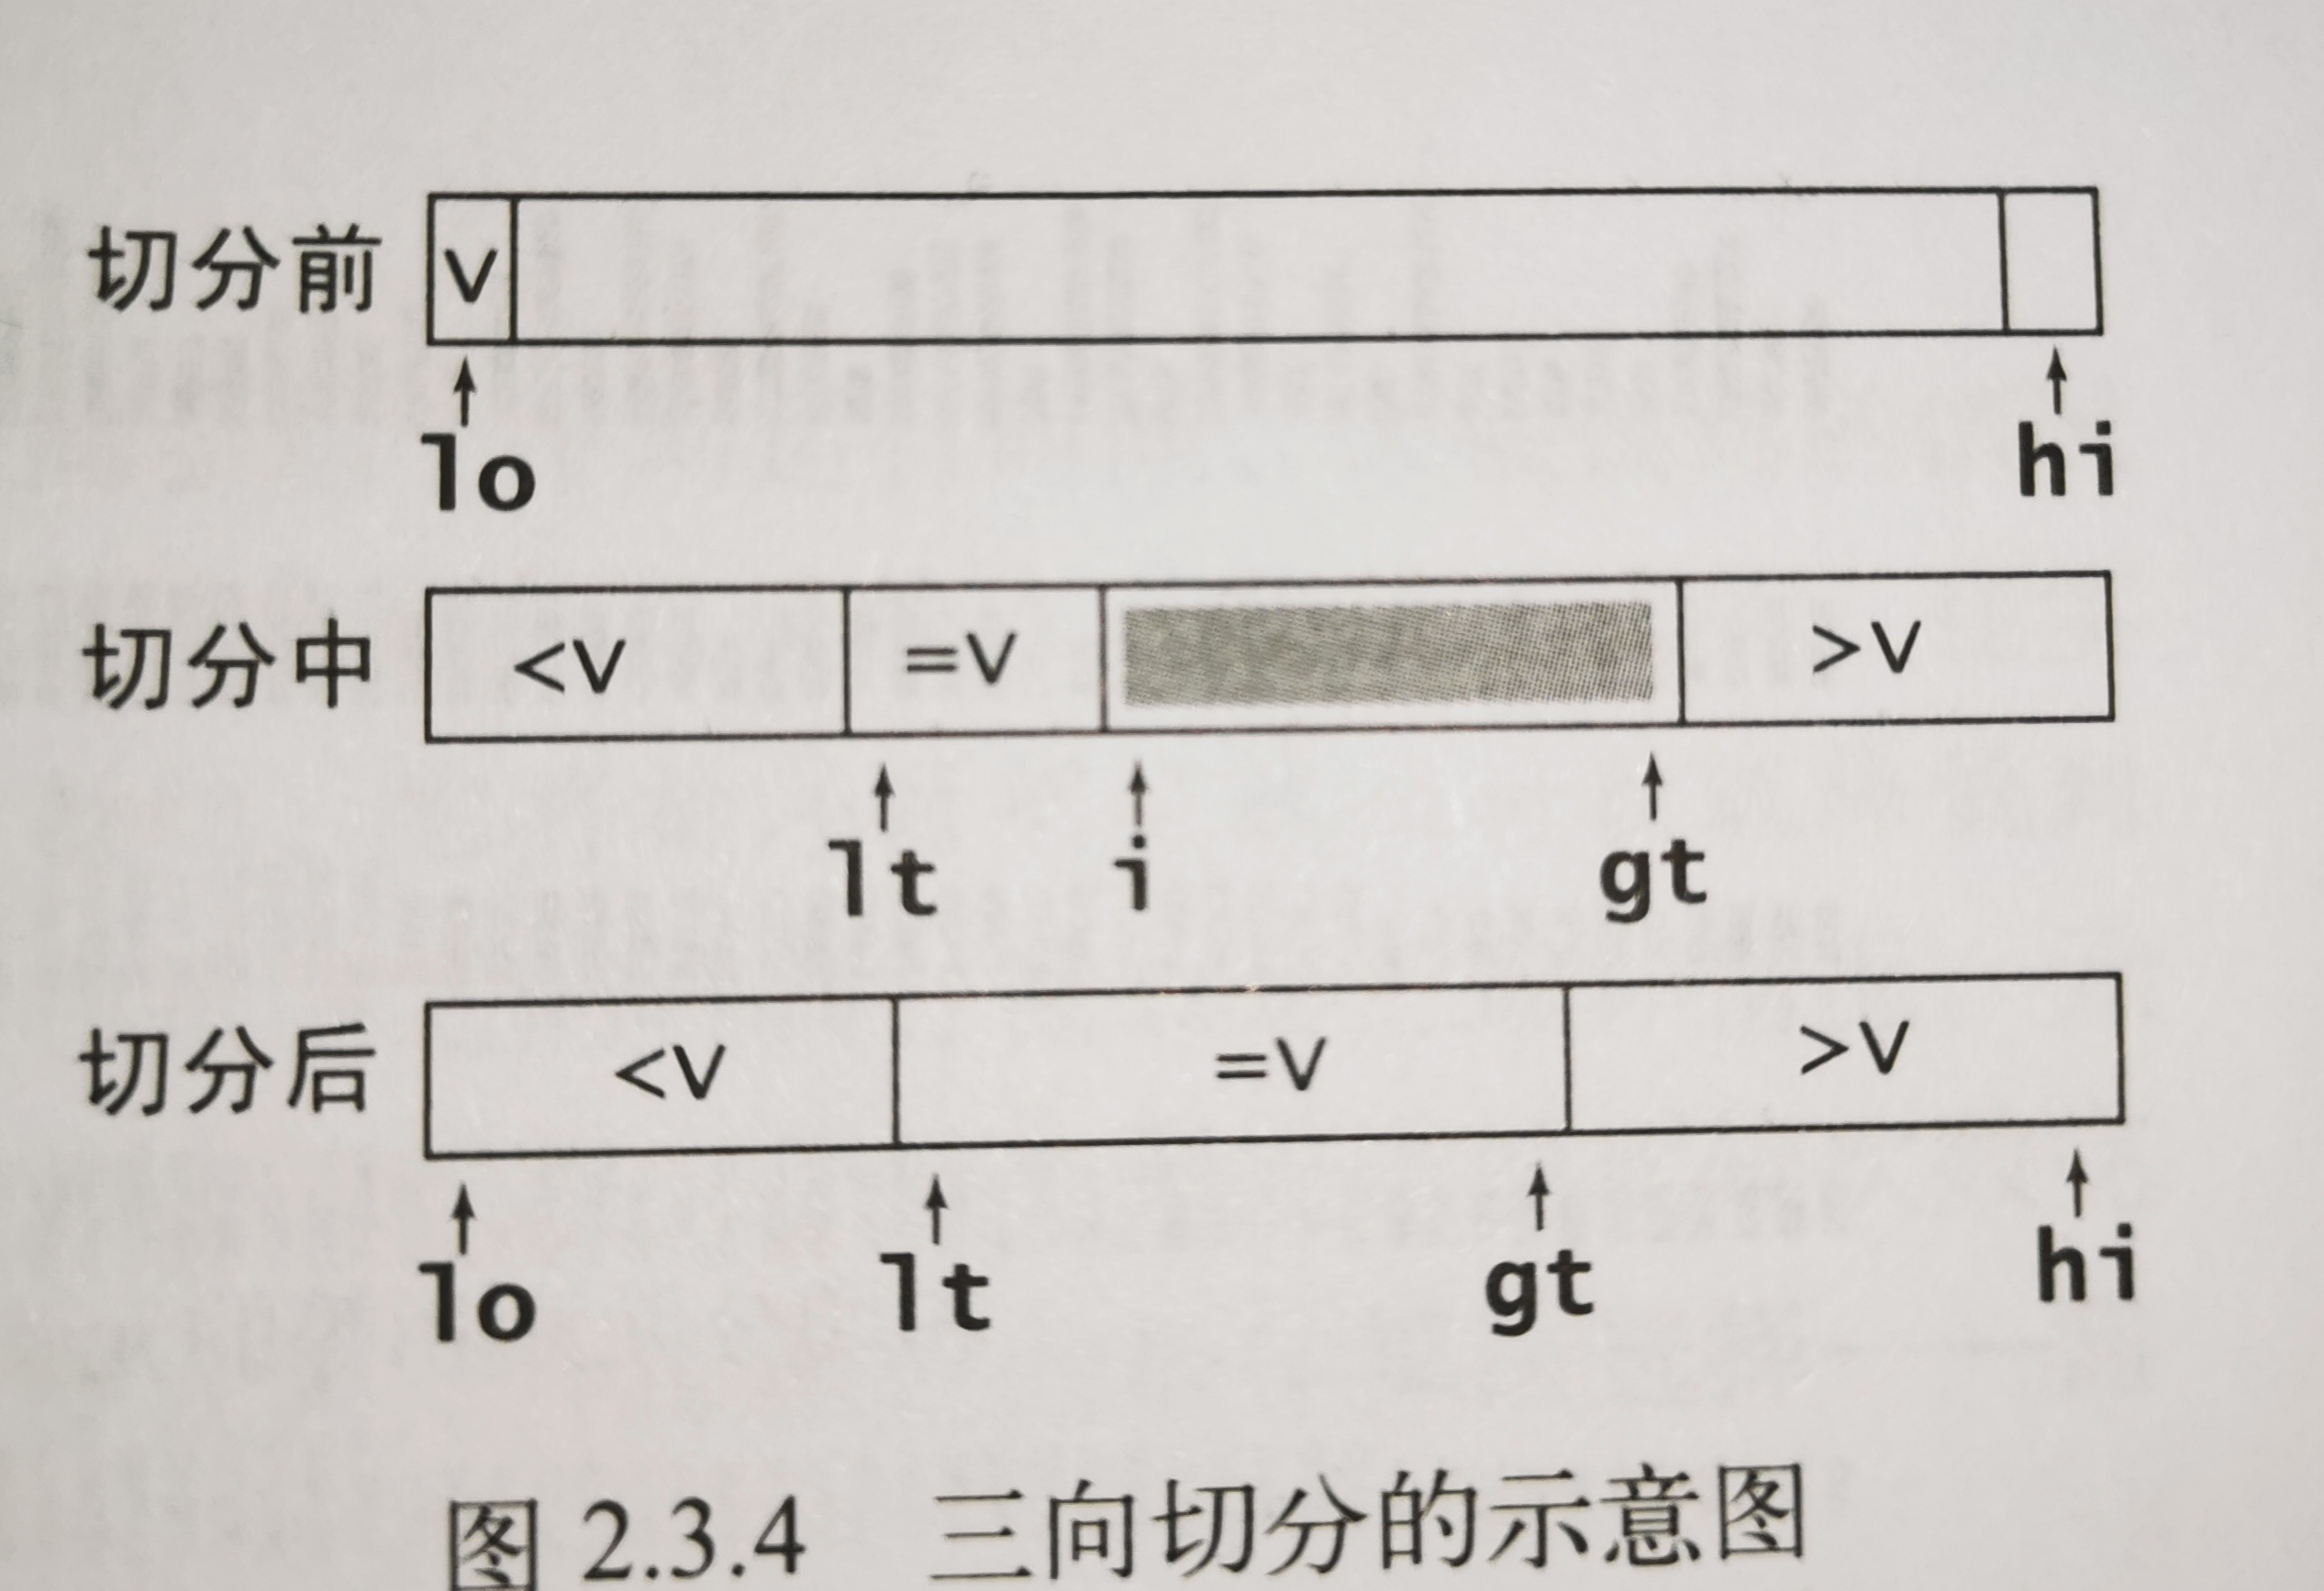 切分前 v
lo hi
切分中 <v =v >v
lt i gt
切分后 <v =v >v
lo lt gt hi
图 2.3.4 三向切分的示意图